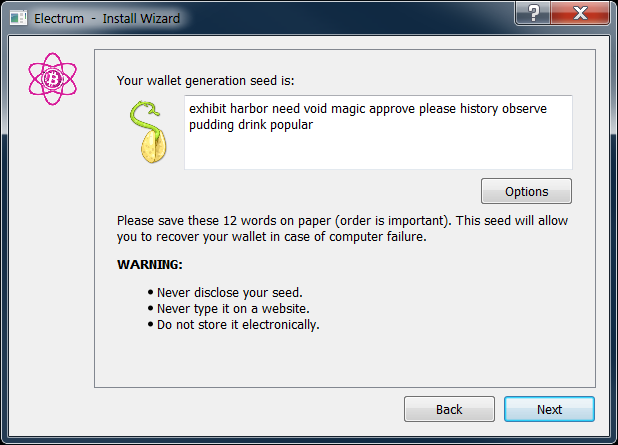 Electrum - Install Wizard
Your wallet generation seed is:
exhibit harbor need void magic approve please history observe
pudding drink popular
Options
Please save these 12 words on paper (order is important). This seed will allow
you to recover your wallet in case of computer failure.
WARNING:
• Never disclose your seed.
• Never type it on a website.
• Do not store it electronically.
Back
Next